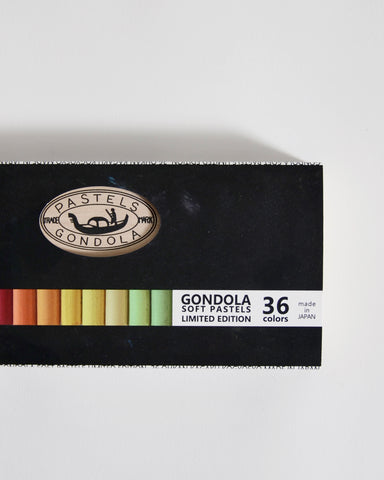 PASTELS
TRADE MARK
GONDOLA
GONDOLA
SOFT PASTELS
LIMITED EDITION
36
colors
made
in
JAPAN